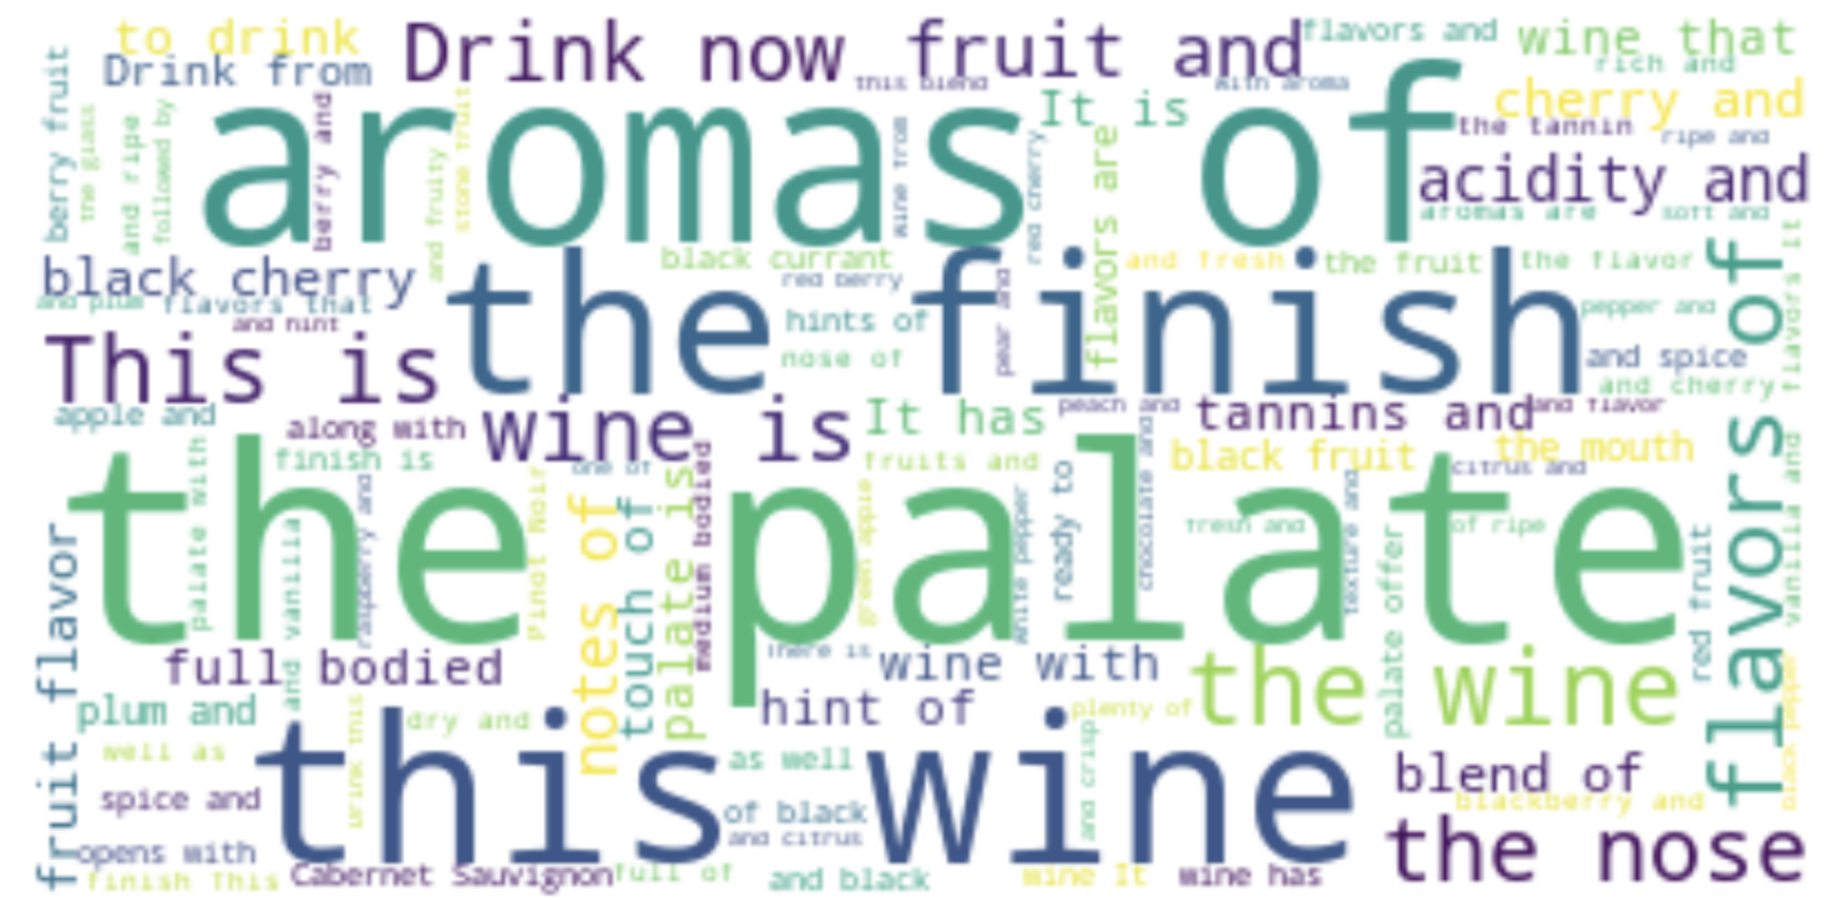 to drink
Drink now
fruit and
flavors and
wine that
Drink from
this blend
With aroma
rich and
berry fruit
the glass
and ripe
followed by
berry and
and fruity
stone fruit
aromas of
wine from
red cherry
It is
flavors are
cherry and
the tannin
ripe and
acidity and
aromas are
soft and
black cherry
and plum
flavors that
and hint
the finish
black currant
red berry
hints of
nose of
pear and
and fresh
the fruit
the flavor
pepper and
and spice
and cherry
flavors it
flavors of
This is
wine is
It has
peach and
tannins and
and flavor
apple and
along with
finish is
one of
fruits and
black fruit
the mouth
citrus and
the palate
palate with
and vanilla
raspberry and
Pinot Noir
notes of
touch of
palate is
medium bodied
green apple
white pepper
ready to
chocolate and
fresh and
texture and
palate offer
of ripe
red fruit
vanilla and
fruit flavor
full bodied
There is
wine with
the wine
plum and
dry and
hint of
plenty of
well as
Drink this
this wine
as well
and crisp
blend of
black pepper
spice and
of black
blackberry and
and citrus
opens with
the nose
finish This
Cabernet Sauvignon
full of
and black
wine It
wine has